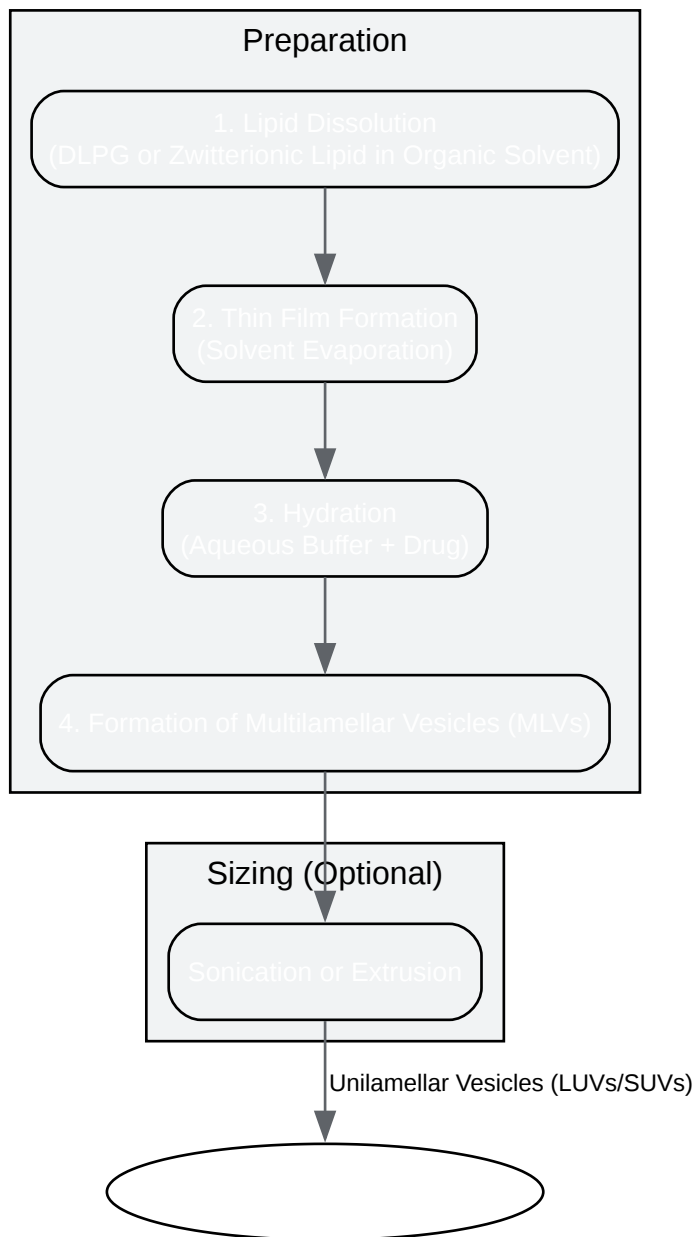 Preparation
1. Lipid Dissolution
(DLPG or Zwitterionic Lipid in Organic Solvent)
2. Thin Film Formation
(Solvent Evaporation)
3. Hydration
(Aqueous Buffer + Drug)
4. Formation of Multilamellar Vesicles (MLVs)
Sizing (Optional)
Sonication or Extrusion
Unilamellar Vesicles (LUVs/SUVs)